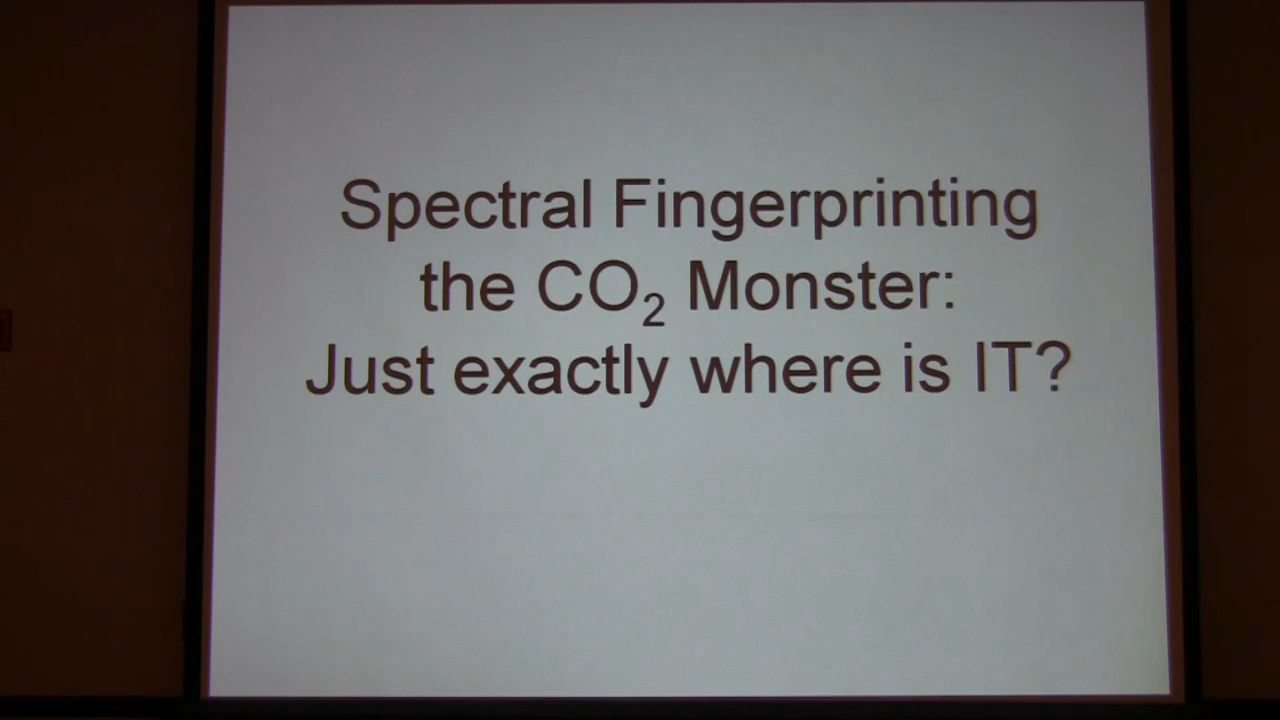 Spectral Fingerprinting
the CO₂ Monster:
Just exactly where is IT?